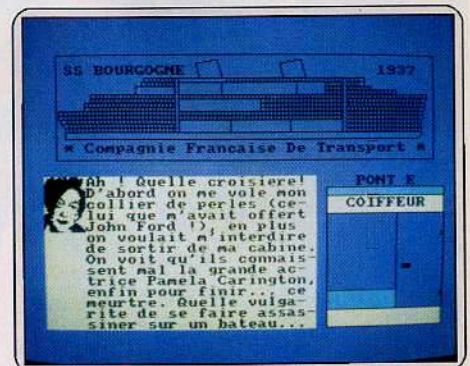 SS BOURGOGNE 1937
* Compagnie Francaise De Transport *
Ah ! Quelle croisiere!
D'abord on me vole mon
collier de perles (ce-
lui que m'avait offert
John Ford !), en plus
on voulait m'interdire
de sortir de ma cabine.
On voit qu'ils connais-
sent mal la grande ac-
trice Pamela Carington,
enfin pour finir... ce
meurtre. Quelle vulga-
rite de se faire assas-
siner sur un bateau...
PONT E
COIFFEUR